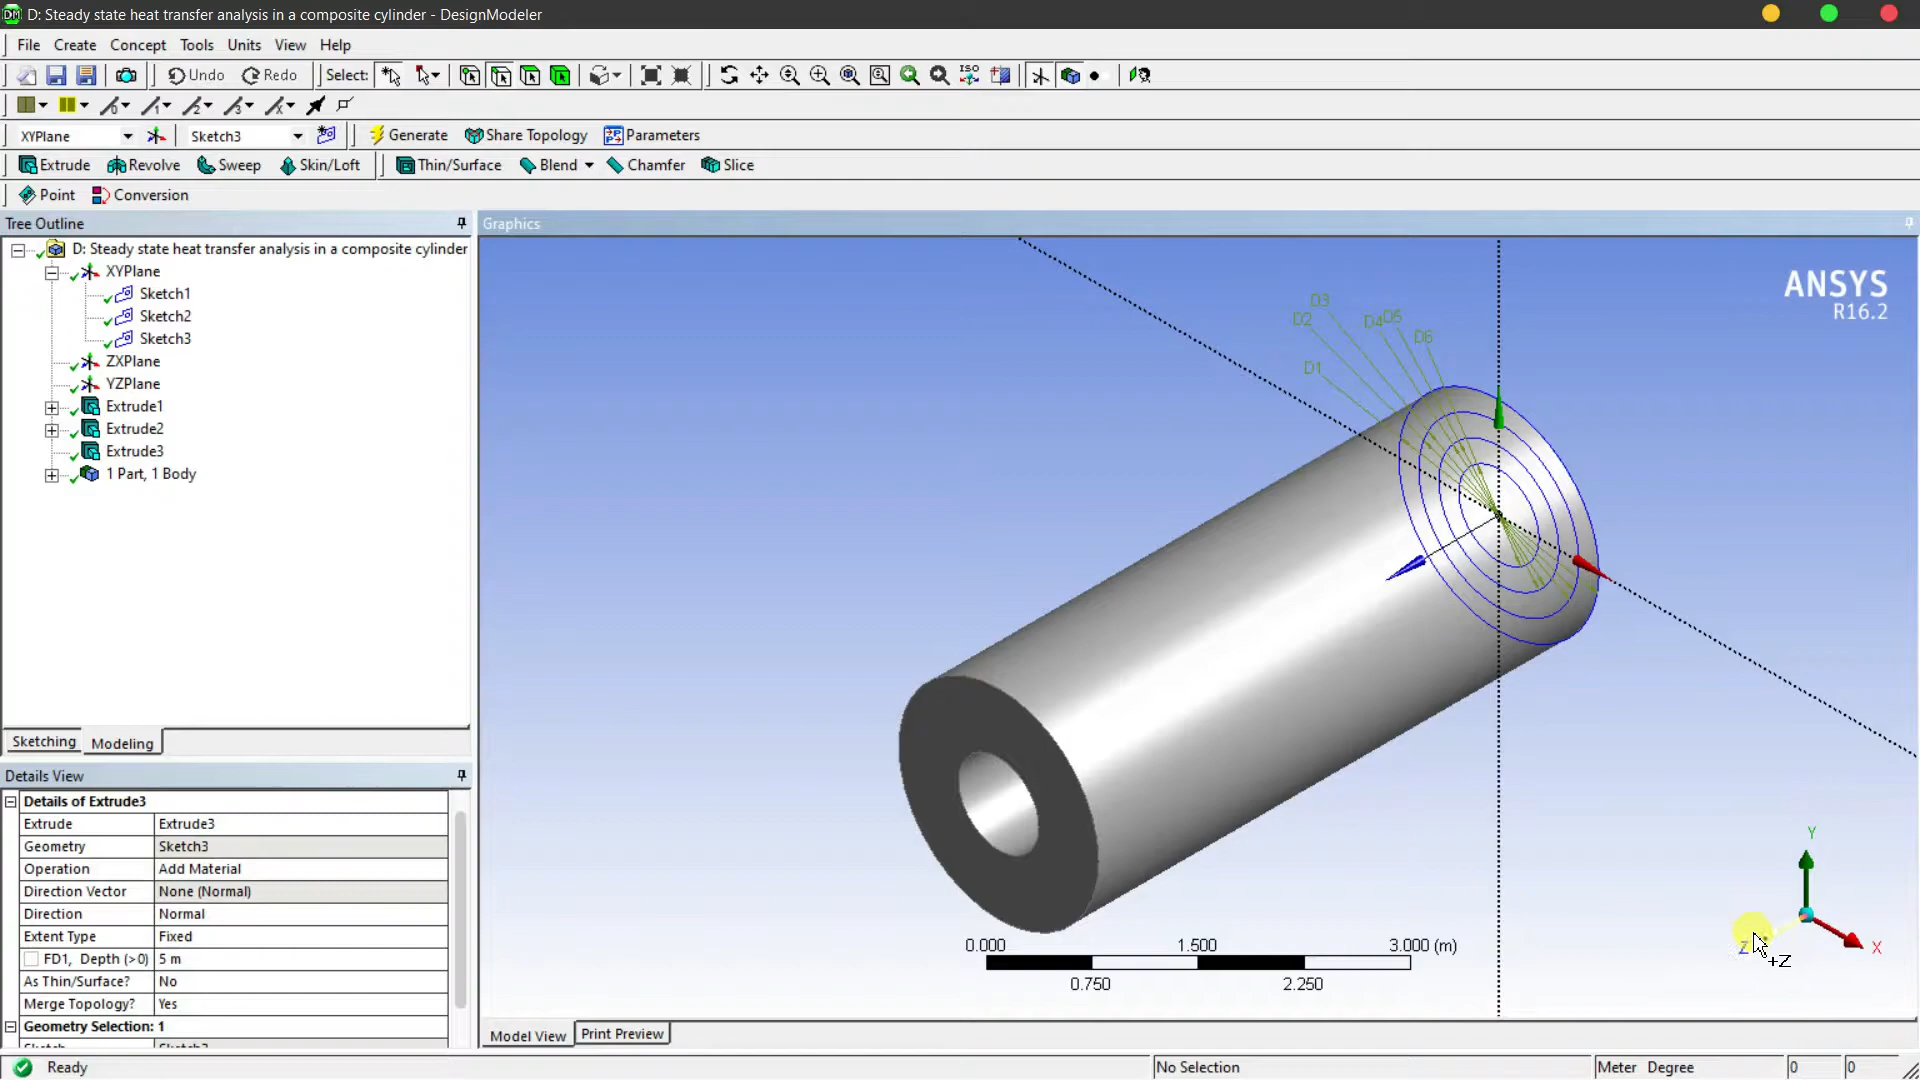 D: Steady state heat transfer analysis in a composite cylinder - DesignModeler
File Create Concept Tools Units View Help
Undo Redo Select: ISO
XYPlane Sketch3 Generate Share Topology Parameters
Extrude Revolve Sweep Skin/Loft Thin/Surface Blend Chamfer Slice
Point Conversion
Tree Outline
D: Steady state heat transfer analysis in a composite cylinder
XYPlane
Sketch1
Sketch2
Sketch3
ZXPlane
YZPlane
Extrude1
Extrude2
Extrude3
1 Part, 1 Body
Sketching Modeling
Details View
Details of Extrude3
Extrude Extrude3
Geometry Sketch3
Operation Add Material
Direction Vector None (Normal)
Direction Normal
Extent Type Fixed
FD1, Depth (>0) 5 m
As Thin/Surface? No
Merge Topology? Yes
Geometry Selection: 1
Graphics
ANSYS
R16.2
D3
D2
D4
D5
D6
D1
0.000 1.500 3.000 (m)
0.750 2.250
Y
Z
X
+Z
Model View Print Preview
Ready No Selection Meter Degree 0 0